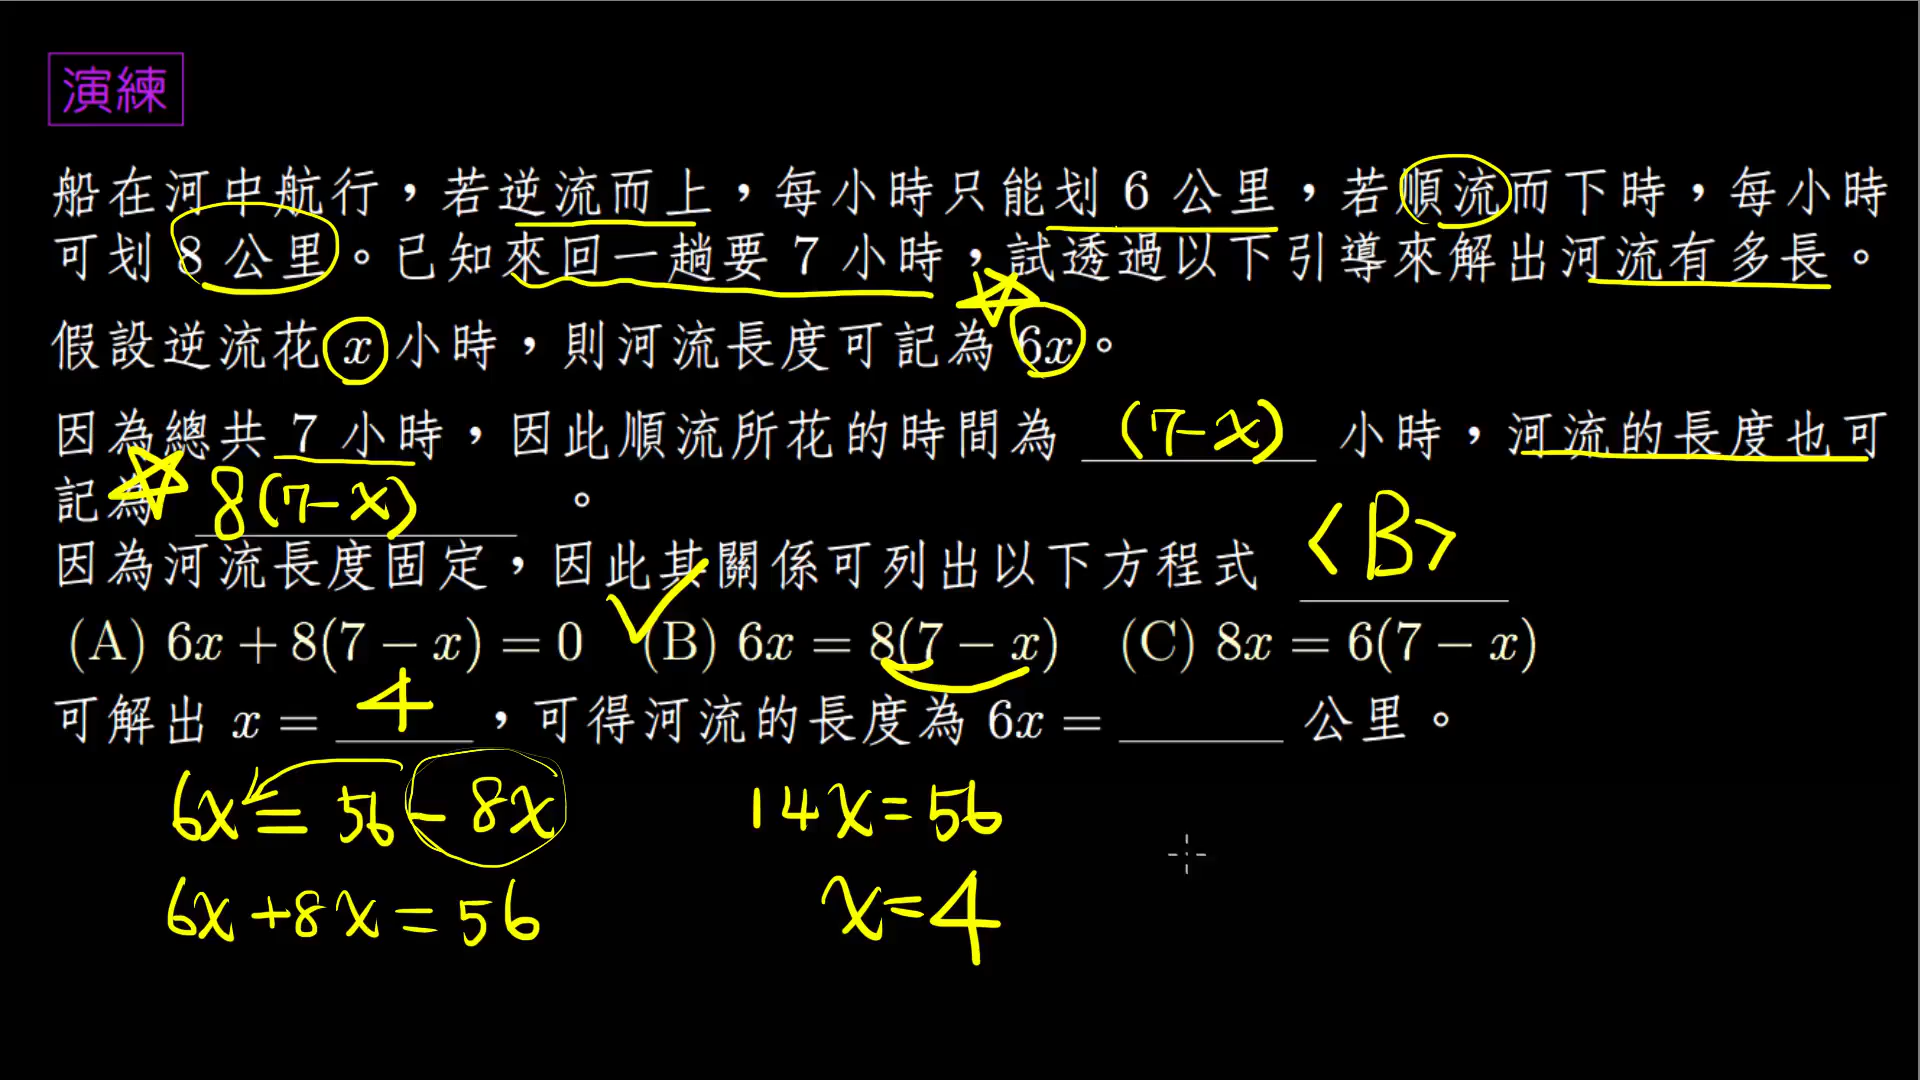 演練
船在河中航行，若逆流而上，每小時只能划 6 公里，若順流而下時，每小時
可划 8 公里。已知來回一趟要 7 小時，試透過以下引導來解出河流有多長。
假設逆流花 x 小時，則河流長度可記為 6x。
因為總共 7 小時，因此順流所花的時間為 (7-x) 小時，河流的長度也可
記為 8(7-x) 。
因為河流長度固定，因此其關係可列出以下方程式 <B>
(A) 6x + 8(7 − x) = 0 (B) 6x = 8(7 − x) (C) 8x = 6(7 − x)
可解出 x = 4 ，可得河流的長度為 6x = 公里。
6x = 56 - 8x 14x = 56
6x + 8x = 56 x = 4